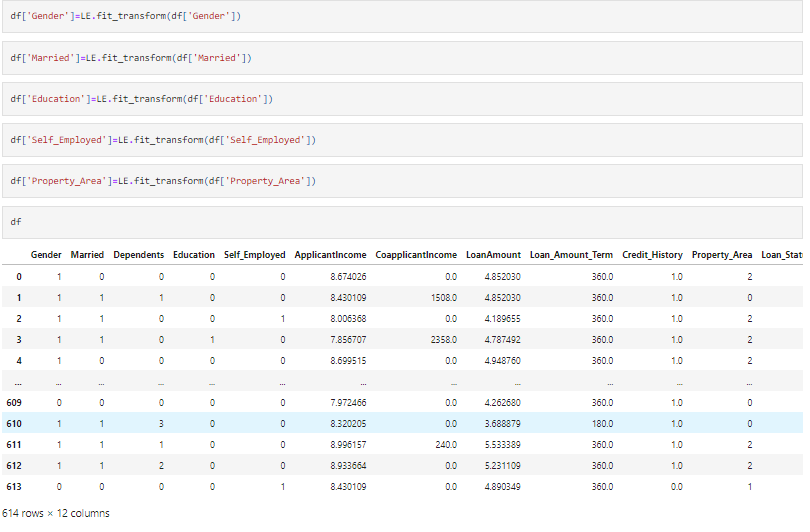 df['Gender']=LE.fit_transform(df['Gender'])
df['Married']=LE.fit_transform(df['Married'])
df['Education']=LE.fit_transform(df['Education'])
df['Self_Employed']=LE.fit_transform(df['Self_Employed'])
df['Property_Area']=LE.fit_transform(df['Property_Area'])
df
Gender Married Dependents Education Self_Employed ApplicantIncome CoapplicantIncome LoanAmount Loan_Amount_Term Credit_History Property_Area Loan_Stat
0 1 0 0 0 0 8.674026 0.0 4.852030 360.0 1.0 2
1 1 1 1 0 0 8.430109 1508.0 4.852030 360.0 1.0 0
2 1 1 0 0 1 8.006368 0.0 4.189655 360.0 1.0 2
3 1 1 0 1 0 7.856707 2358.0 4.787492 360.0 1.0 2
4 1 0 0 0 0 8.699515 0.0 4.948760 360.0 1.0 2
... ... ... ... ... ... ... ... ... ... ... ...
609 0 0 0 0 0 7.972466 0.0 4.262680 360.0 1.0 0
610 1 1 3 0 0 8.320205 0.0 3.688879 180.0 1.0 0
611 1 1 1 0 0 8.996157 240.0 5.533389 360.0 1.0 2
612 1 1 2 0 0 8.933664 0.0 5.231109 360.0 1.0 2
613 0 0 0 0 1 8.430109 0.0 4.890349 360.0 0.0 1
614 rows × 12 columns